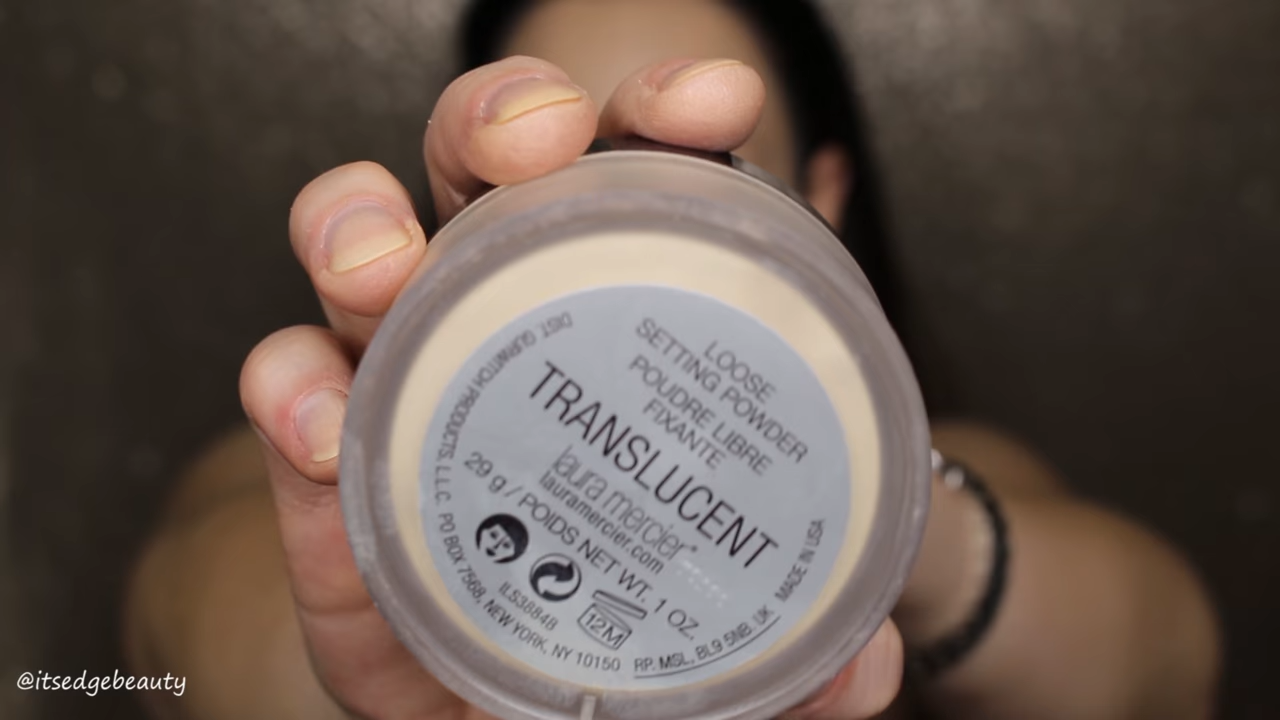 LOOSE
SETTING POWDER
POUDRE LIBRE
FIXANTE
TRANSLUCENT
laura mercier
lauramercier.com
29 g / POIDS NET WT. 1 OZ.
12M
ILS38848
DIST. GURWITCH PRODUCTS, L.L.C. PO BOX 7568, NEW YORK, NY 10150
RP. MSL, BL9 5NB, UK
MADE IN USA
@itsedgebeauty